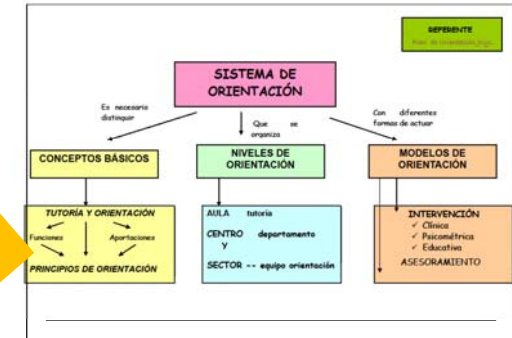 REFERENTE
SISTEMA DE
ORIENTACIÓN
Es necesario
distinguir
Que se
organiza
Con diferentes
formas de actuar
CONCEPTOS BÁSICOS
NIVELES DE
ORIENTACIÓN
MODELOS DE
ORIENTACIÓN
TUTORÍA Y ORIENTACIÓN
Funciones
Aportaciones
PRINCIPIOS DE ORIENTACIÓN
AULA tutoría
CENTRO departamento
Y
SECTOR -- equipo orientación
INTERVENCIÓN
✓ Clínica
✓ Psicométrica
✓ Educativa
ASESORAMIENTO